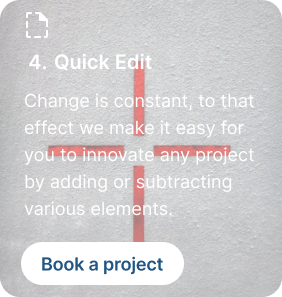 4. Quick Edit
Change is constant, to that
effect we make it easy for
you to innovate any project
by adding or subtracting
various elements.
Book a project